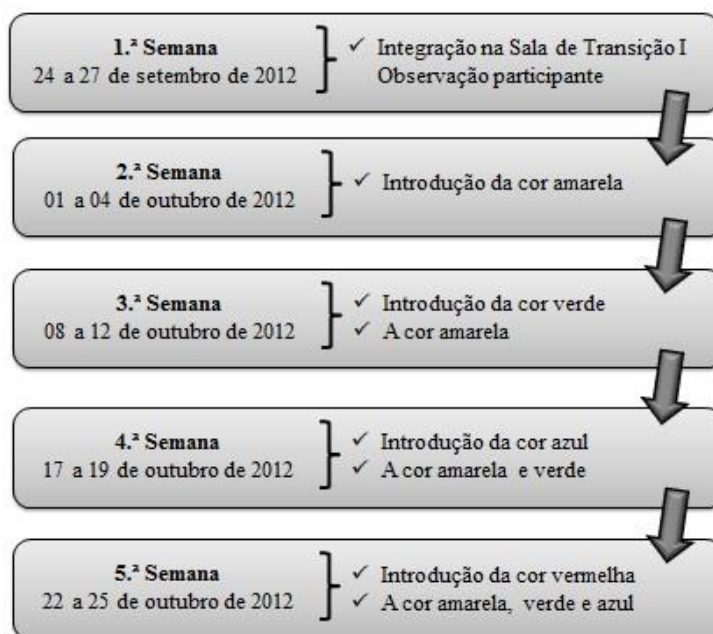 1.ª Semana
24 a 27 de setembro de 2012
✓ Integração na Sala de Transição I
Observação participante
2.ª Semana
01 a 04 de outubro de 2012
✓ Introdução da cor amarela
3.ª Semana
08 a 12 de outubro de 2012
✓ Introdução da cor verde
✓ A cor amarela
4.ª Semana
17 a 19 de outubro de 2012
✓ Introdução da cor azul
✓ A cor amarela e verde
5.ª Semana
22 a 25 de outubro de 2012
✓ Introdução da cor vermelha
✓ A cor amarela, verde e azul